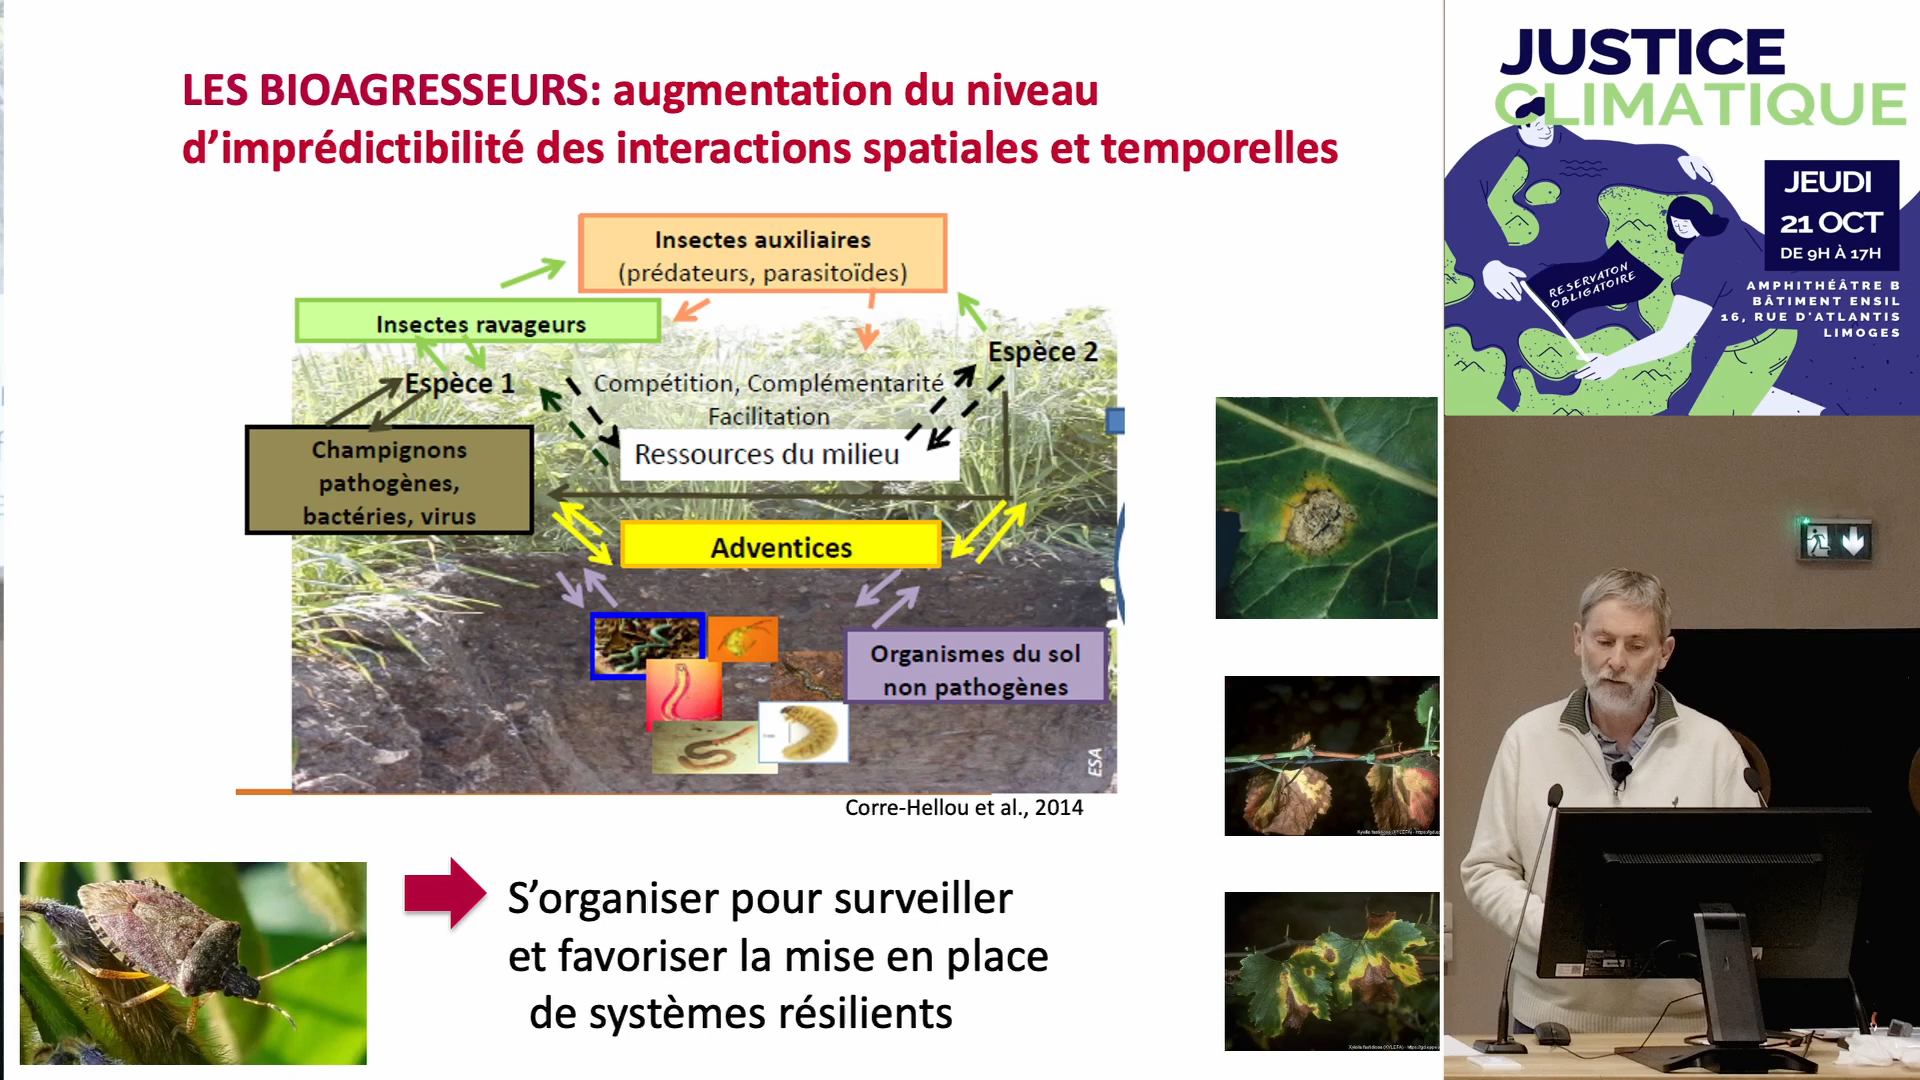 LES BIOAGRESSEURS: augmentation du niveau
d’imprédictibilité des interactions spatiales et temporelles
Insectes auxiliaires
(prédateurs, parasitoïdes)
Insectes ravageurs
Espèce 2
Espèce 1
Compétition, Complémentarité
Facilitation
Ressources du milieu
Champignons
pathogènes,
bactéries, virus
Adventices
Organismes du sol
non pathogènes
ESA
Corre-Hellou et al., 2014
S’organiser pour surveiller
et favoriser la mise en place
de systèmes résilients
JUSTICE
CLIMATIQUE
JEUDI
21 OCT
DE 9H À 17H
RESERVATON
OBLIGATOIRE
AMPHITHÉÂTRE B
BÂTIMENT ENSIL
16, RUE D'ATLANTIS
LIMOGES